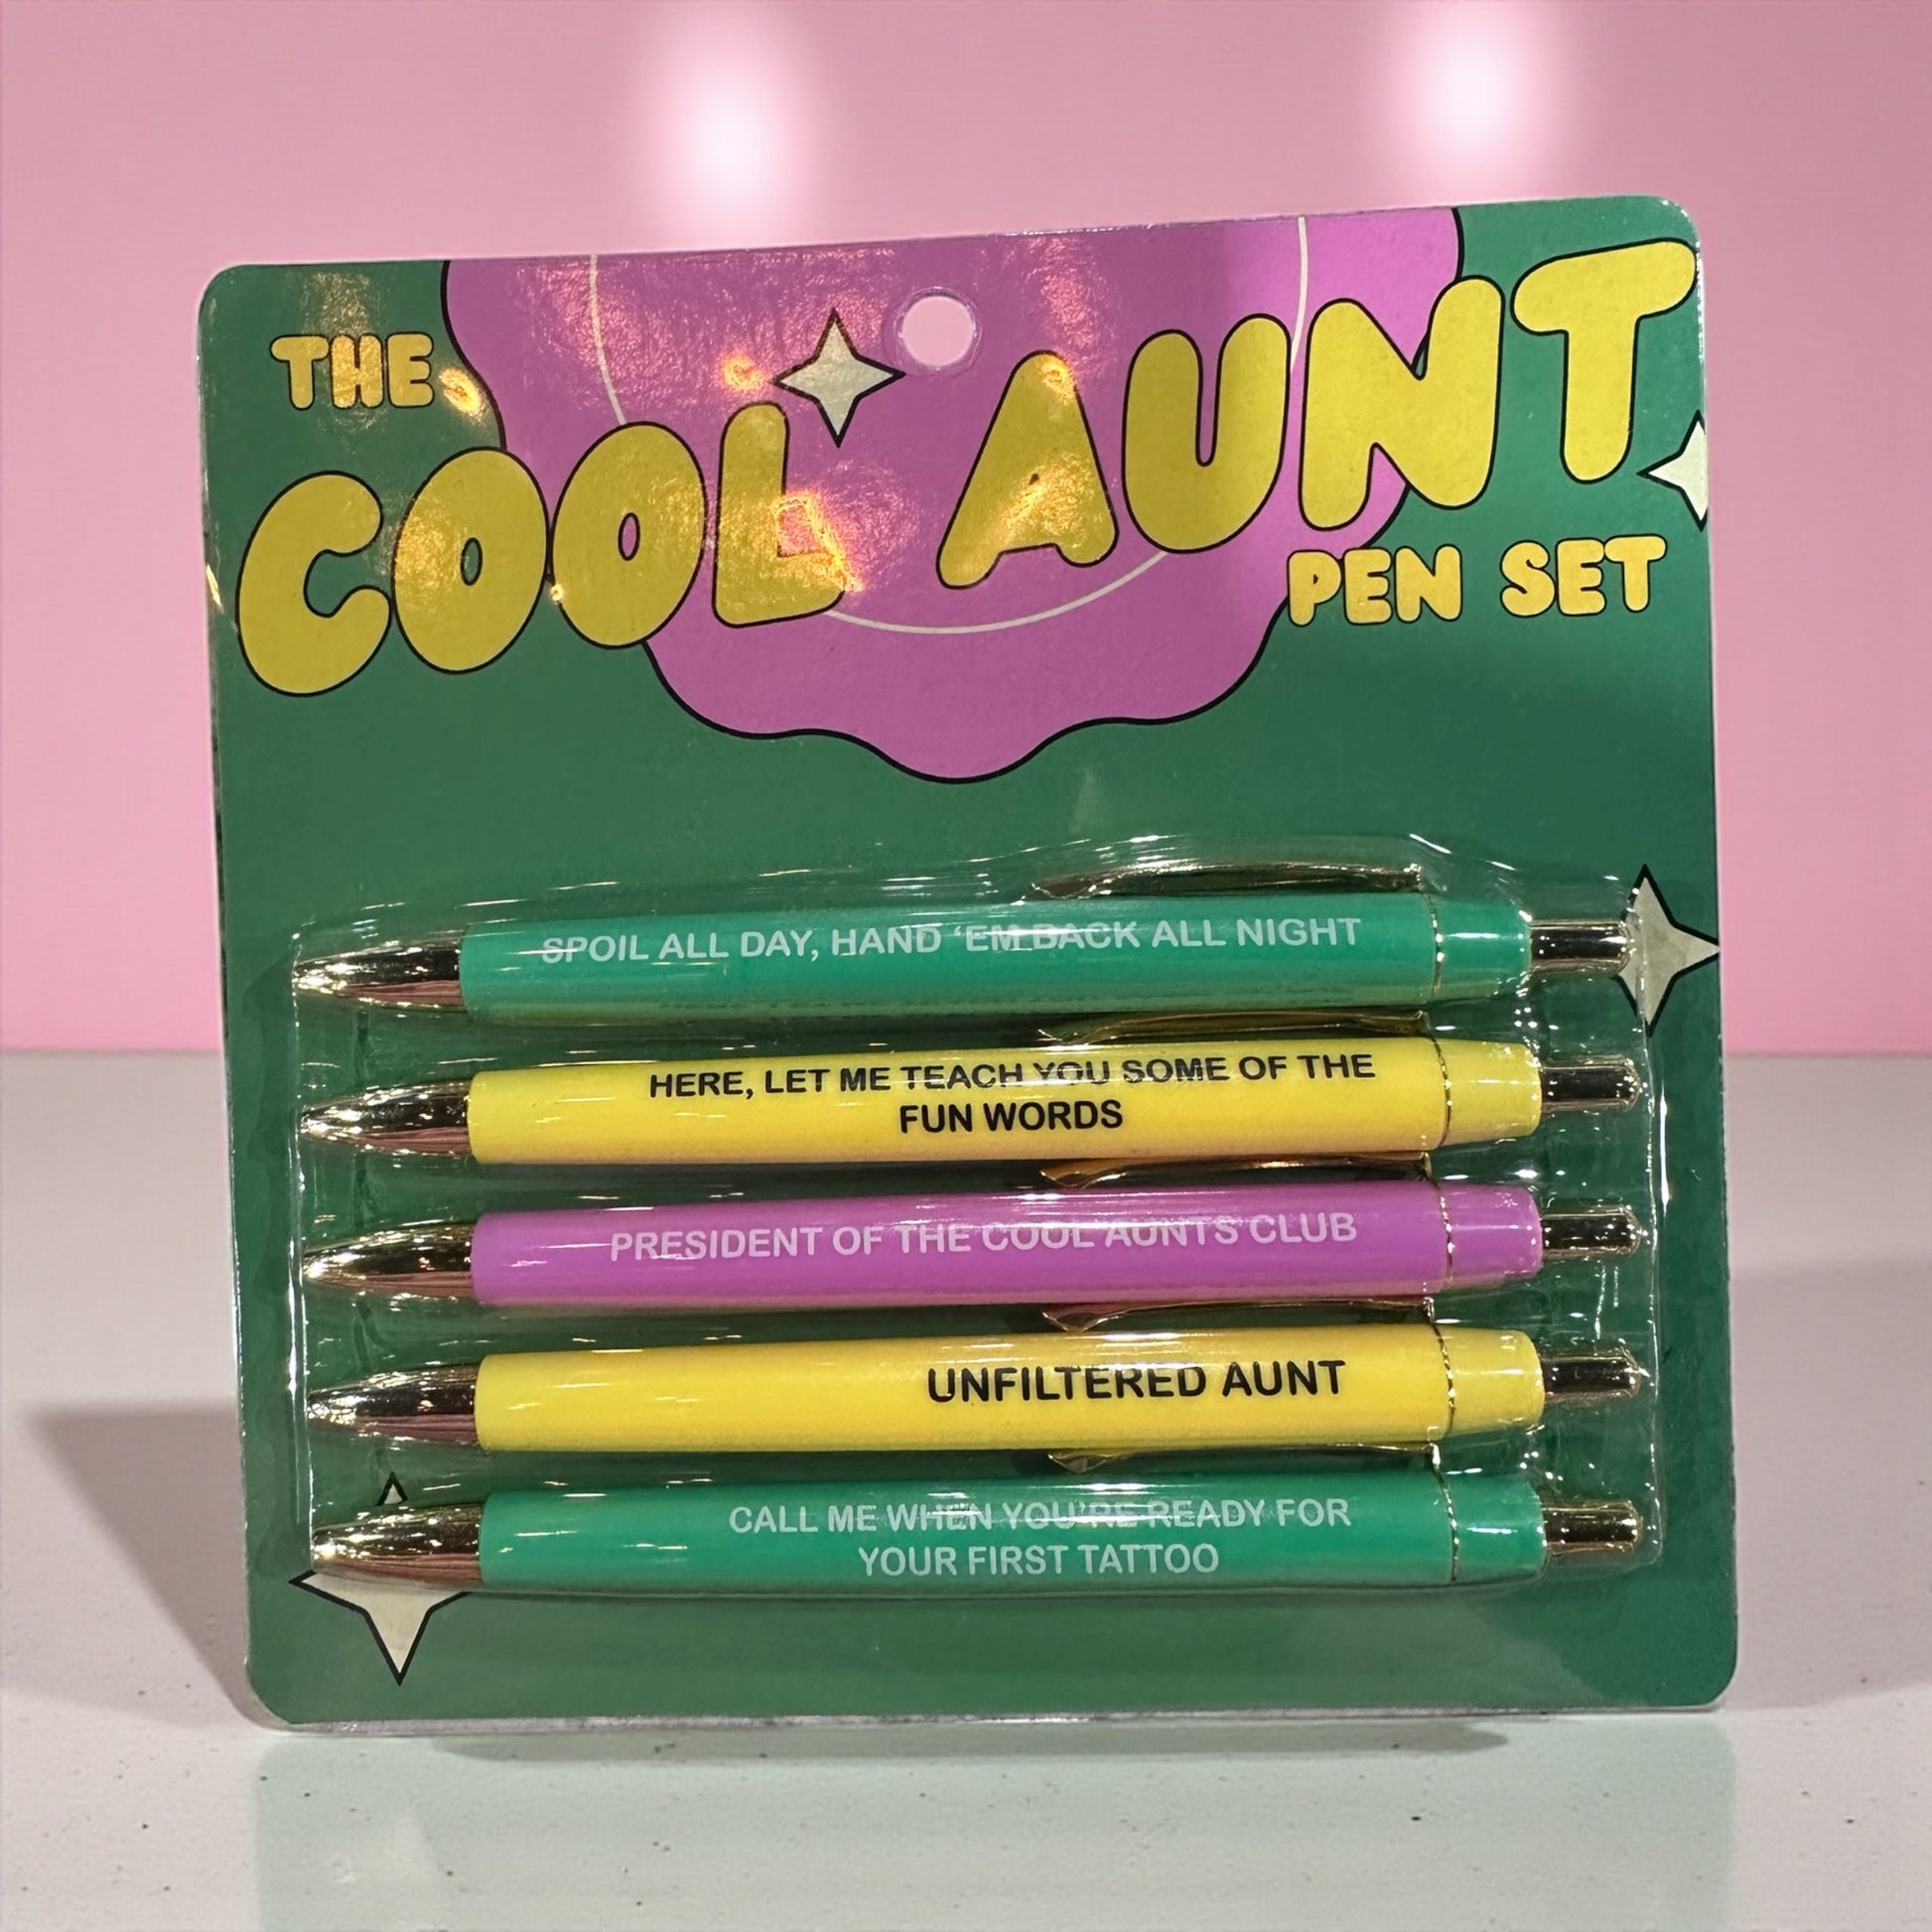 THE
COOL AUNT
PEN SET
SPOIL ALL DAY, HAND ‘EM BACK ALL NIGHT
HERE, LET ME TEACH YOU SOME OF THE
FUN WORDS
PRESIDENT OF THE COOL AUNTS CLUB
UNFILTERED AUNT
CALL ME WHEN YOU'RE READY FOR
YOUR FIRST TATTOO